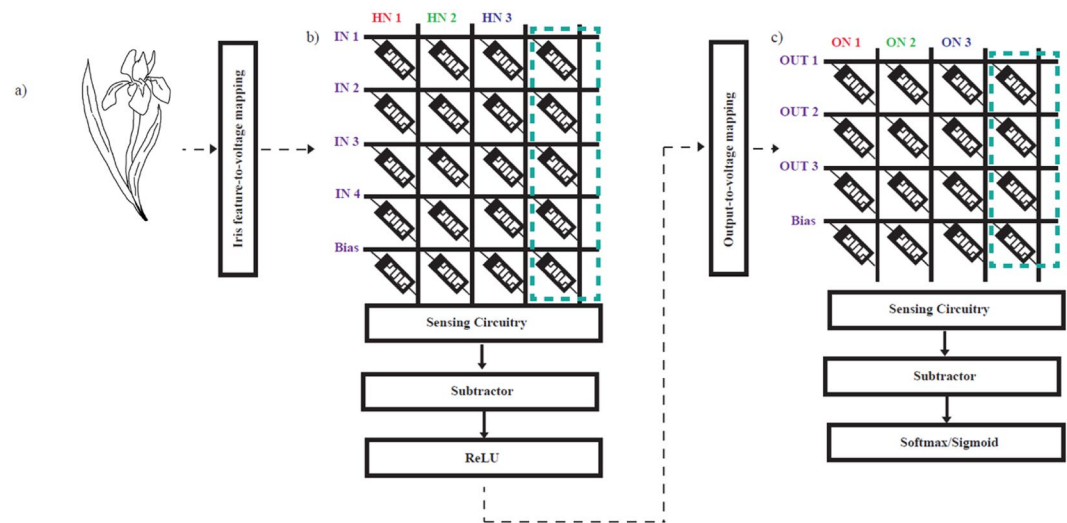 a)
Iris feature-to-voltage mapping
b)
HN 1 HN 2 HN 3
IN 1
IN 2
IN 3
IN 4
Bias
Sensing Circuitry
Subtractor
ReLU
Output-to-voltage mapping
c)
ON 1 ON 2 ON 3
OUT 1
OUT 2
OUT 3
Bias
Sensing Circuitry
Subtractor
Softmax/Sigmoid